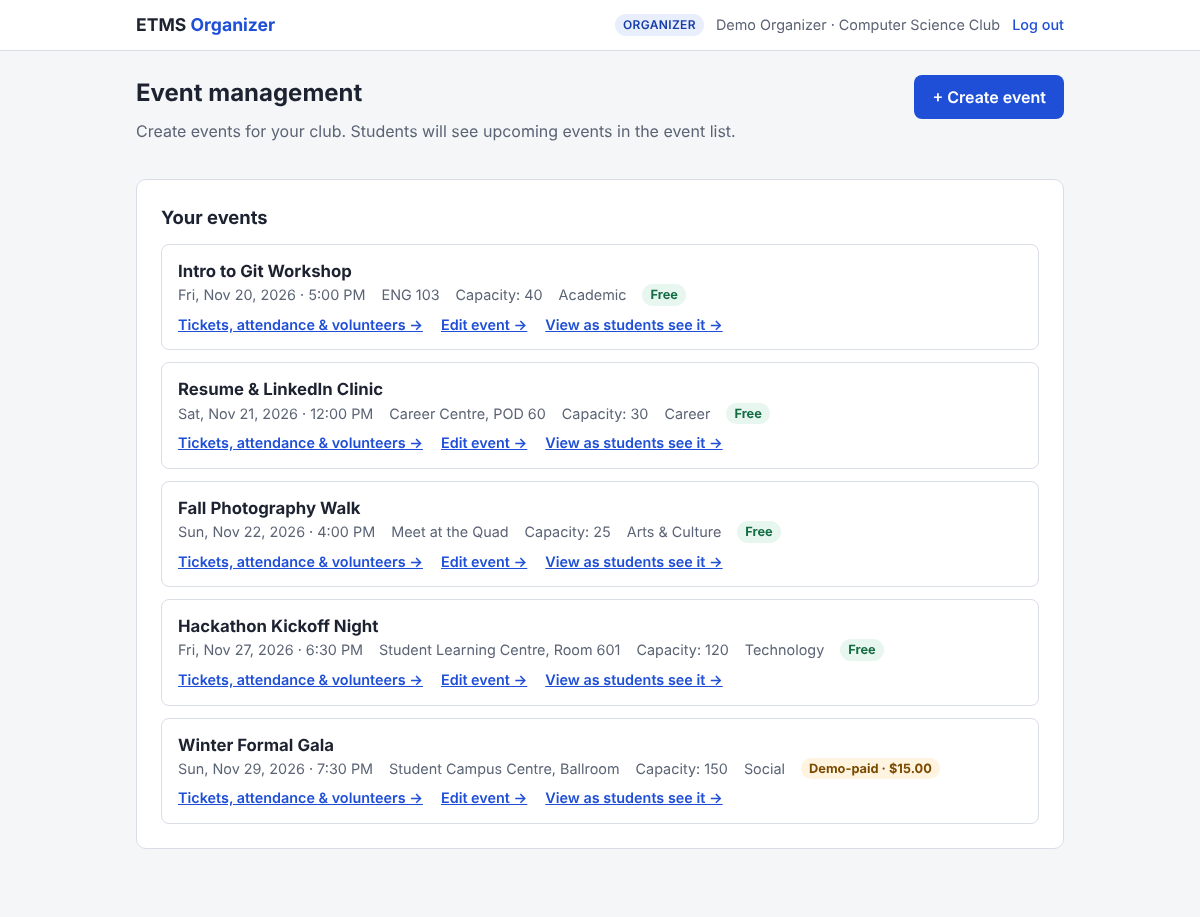 ETMS Organizer
ORGANIZER Demo Organizer · Computer Science Club Log out
Event management
+ Create event
Create events for your club. Students will see upcoming events in the event list.
Your events
Intro to Git Workshop
Fri, Nov 20, 2026 · 5:00 PM ENG 103 Capacity: 40 Academic Free
Tickets, attendance & volunteers → Edit event → View as students see it →
Resume & LinkedIn Clinic
Sat, Nov 21, 2026 · 12:00 PM Career Centre, POD 60 Capacity: 30 Career Free
Tickets, attendance & volunteers → Edit event → View as students see it →
Fall Photography Walk
Sun, Nov 22, 2026 · 4:00 PM Meet at the Quad Capacity: 25 Arts & Culture Free
Tickets, attendance & volunteers → Edit event → View as students see it →
Hackathon Kickoff Night
Fri, Nov 27, 2026 · 6:30 PM Student Learning Centre, Room 601 Capacity: 120 Technology Free
Tickets, attendance & volunteers → Edit event → View as students see it →
Winter Formal Gala
Sun, Nov 29, 2026 · 7:30 PM Student Campus Centre, Ballroom Capacity: 150 Social Demo-paid · $15.00
Tickets, attendance & volunteers → Edit event → View as students see it →